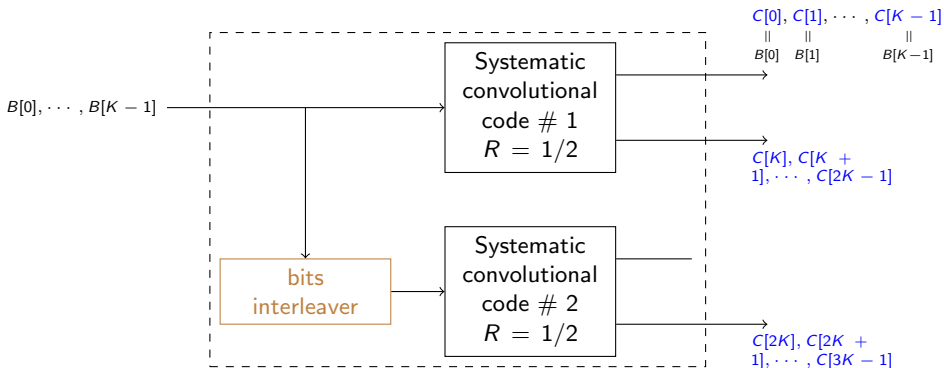 C[0], C[1], ··· , C[K − 1]
= = =
B[0] B[1] B[K−1]
B[0], ··· , B[K − 1]
Systematic
convolutional
code # 1
R = 1/2
C[K], C[K +
1], ··· , C[2K − 1]
bits
interleaver
Systematic
convolutional
code # 2
R = 1/2
C[2K], C[2K +
1], ··· , C[3K − 1]